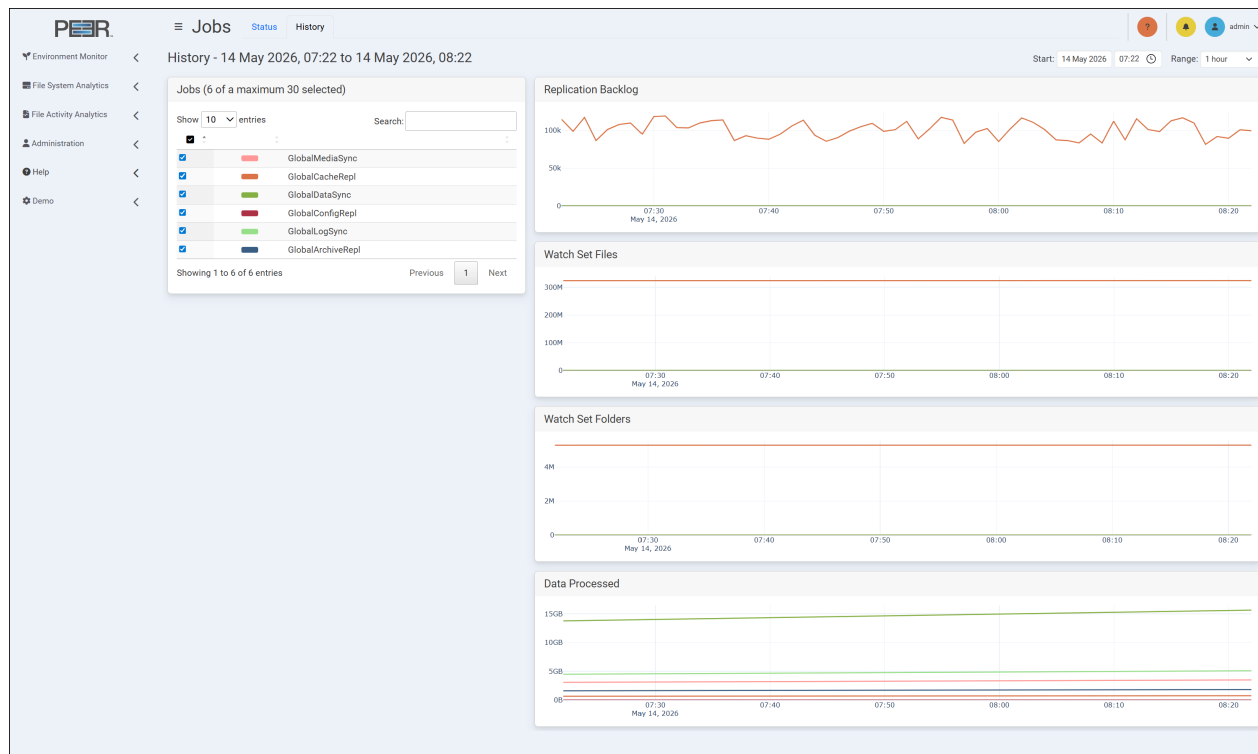 PEER.
Jobs Status History
? admin
Environment Monitor
File System Analytics
File Activity Analytics
Administration
Help
Demo
History - 14 May 2026, 07:22 to 14 May 2026, 08:22
Start: 14 May 2026 07:22 Range: 1 hour
Jobs (6 of a maximum 30 selected)
Show 10 entries Search:
GlobalMediaSync
GlobalCacheRepl
GlobalDataSync
GlobalConfigRepl
GlobalLogSync
GlobalArchiveRepl
Showing 1 to 6 of 6 entries Previous 1 Next
Replication Backlog
100k
50k
0
07:30 07:40 07:50 08:00 08:10 08:20
May 14, 2026
Watch Set Files
300M
200M
100M
0
07:30 07:40 07:50 08:00 08:10 08:20
May 14, 2026
Watch Set Folders
4M
2M
0
07:30 07:40 07:50 08:00 08:10 08:20
May 14, 2026
Data Processed
15GB
10GB
5GB
0B
07:30 07:40 07:50 08:00 08:10 08:20
May 14, 2026